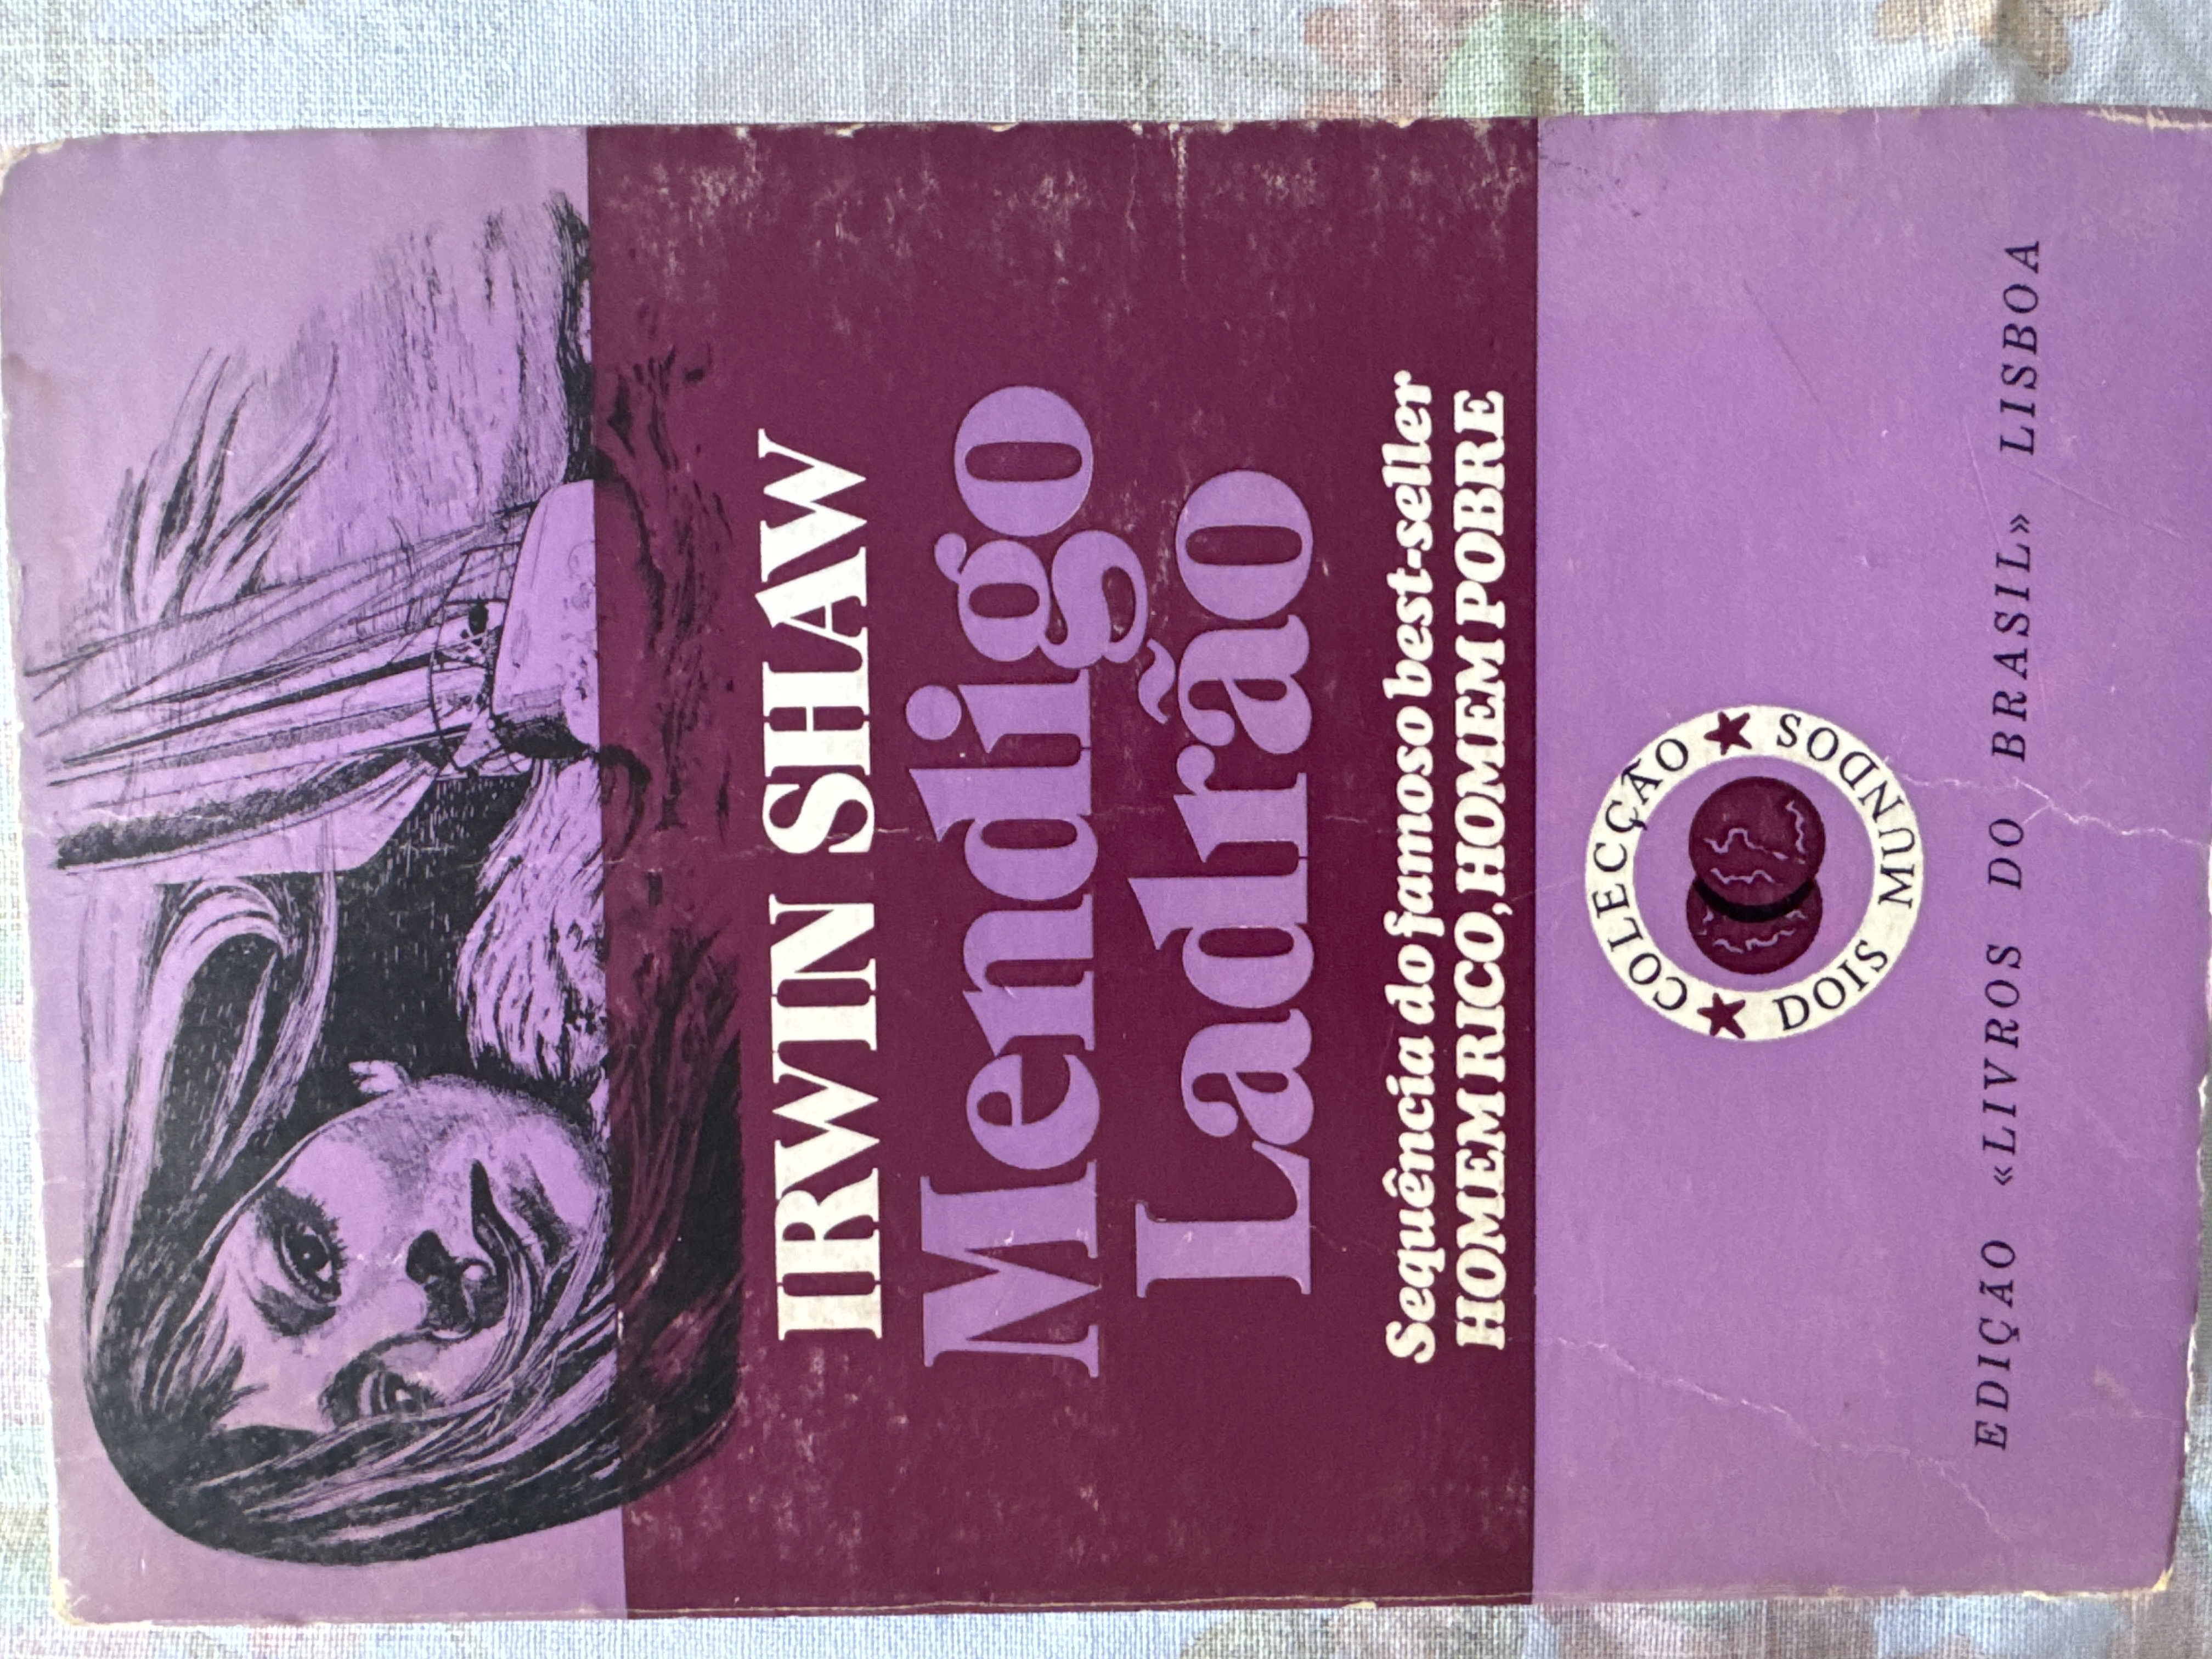 IRWIN SHAW
Mendigo
Ladrão
Sequência do famoso best-seller
HOMEM RICO, HOMEM POBRE
COLECÇÃO
DOIS MUNDOS
EDIÇÃO «LIVROS DO BRASIL» LISBOA